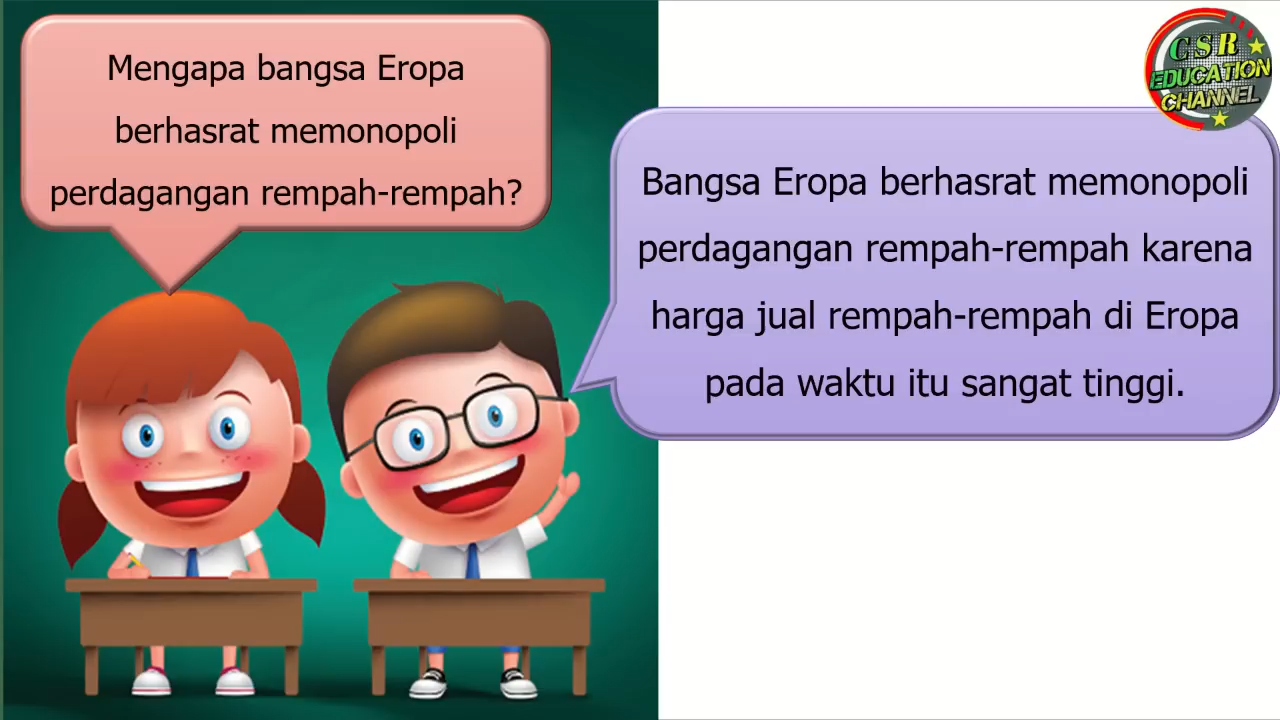 Mengapa bangsa Eropa
berhasrat memonopoli
perdagangan rempah-rempah?
CSR
EDUCATION
CHANNEL
Bangsa Eropa berhasrat memonopoli
perdagangan rempah-rempah karena
harga jual rempah-rempah di Eropa
pada waktu itu sangat tinggi.